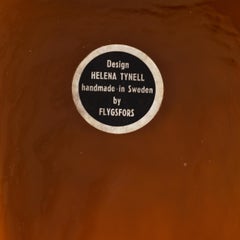 Design
HELENA TYNELL
handmade in Sweden
by
FLYGSFORS